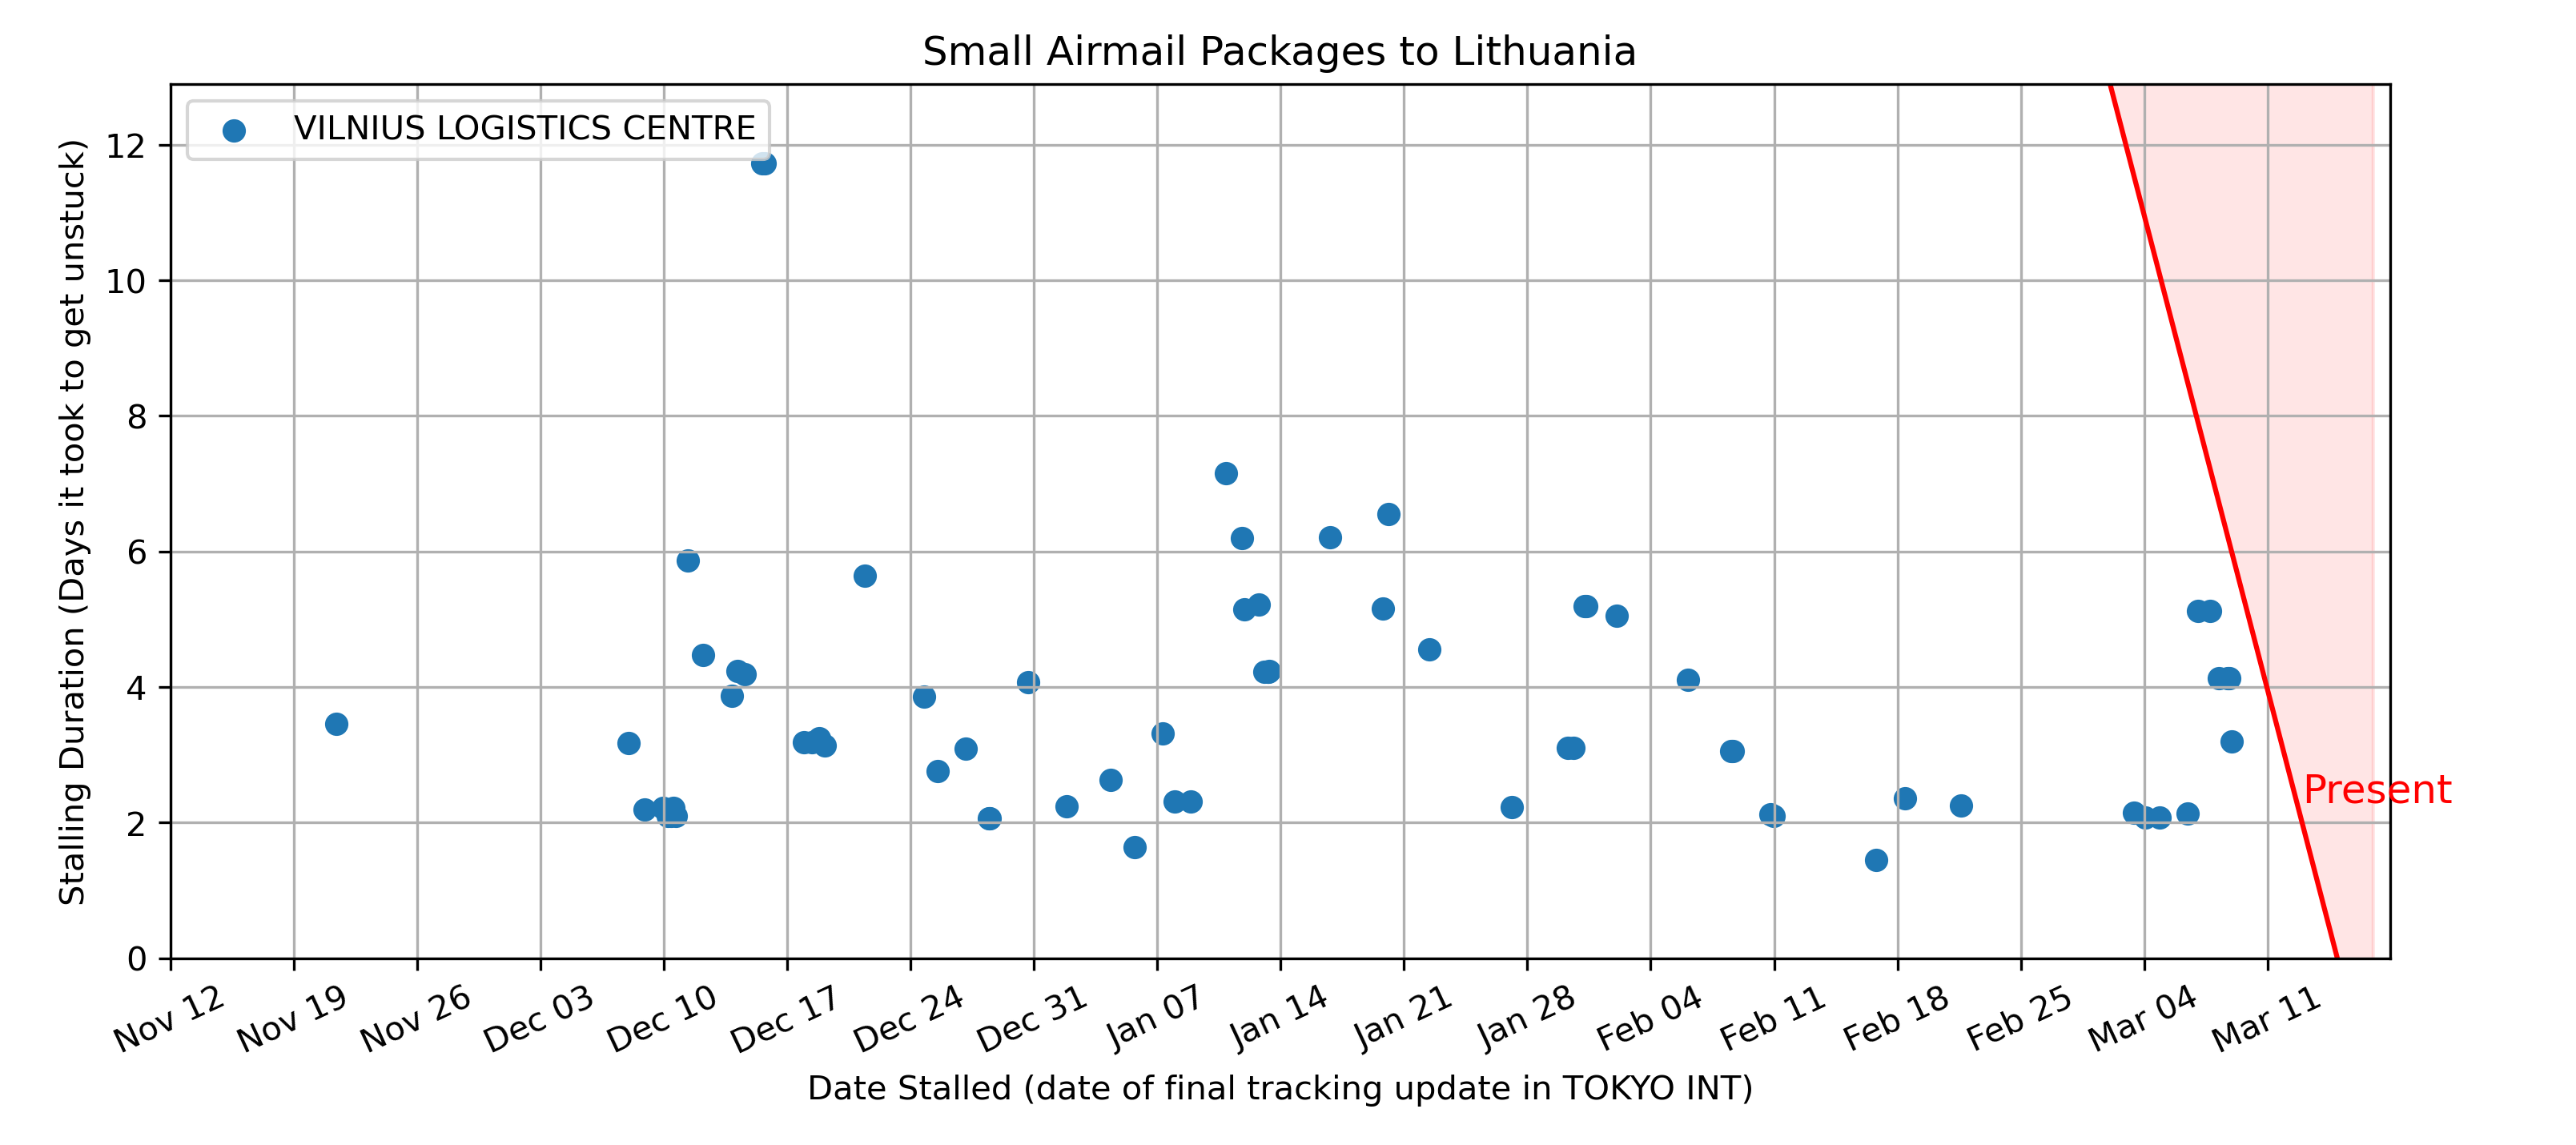 Small Airmail Packages to Lithuania
VILNIUS LOGISTICS CENTRE
Stalling Duration (Days it took to get unstuck)
12
10
8
6
4
2
0
Present
Nov 12
Nov 19
Nov 26
Dec 03
Dec 10
Dec 17
Dec 24
Dec 31
Jan 07
Jan 14
Jan 21
Jan 28
Feb 04
Feb 11
Feb 18
Feb 25
Mar 04
Mar 11
Date Stalled (date of final tracking update in TOKYO INT)